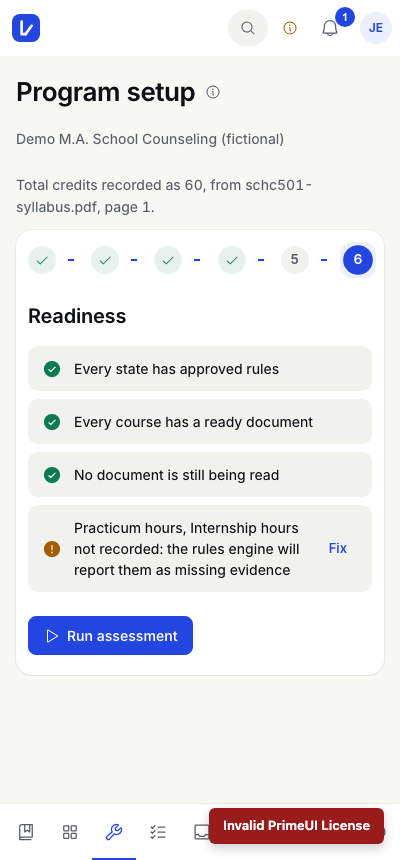 1
JE
Program setup
Demo M.A. School Counseling (fictional)
Total credits recorded as 60, from schc501-
syllabus.pdf, page 1.
5
6
Readiness
Every state has approved rules
Every course has a ready document
No document is still being read
Practicum hours, Internship hours
not recorded: the rules engine will
report them as missing evidence
Fix
Run assessment
Invalid PrimeUI License